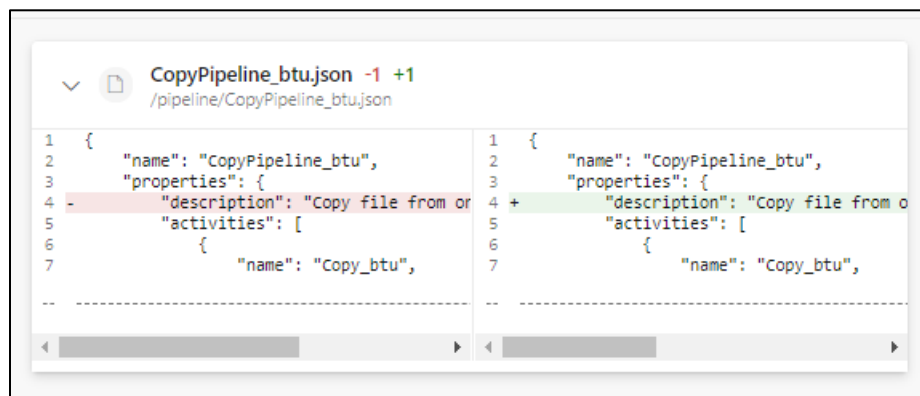 CopyPipeline_btu.json -1 +1
/pipeline/CopyPipeline_btu.json
1 {
2 "name": "CopyPipeline_btu",
3 "properties": {
4 - "description": "Copy file from or
5 "activities": [
6 {
7 "name": "Copy_btu",
-- ----------------------------------------
1 {
2 "name": "CopyPipeline_btu",
3 "properties": {
4 + "description": "Copy file from o
5 "activities": [
6 {
7 "name": "Copy_btu",
-- ----------------------------------------